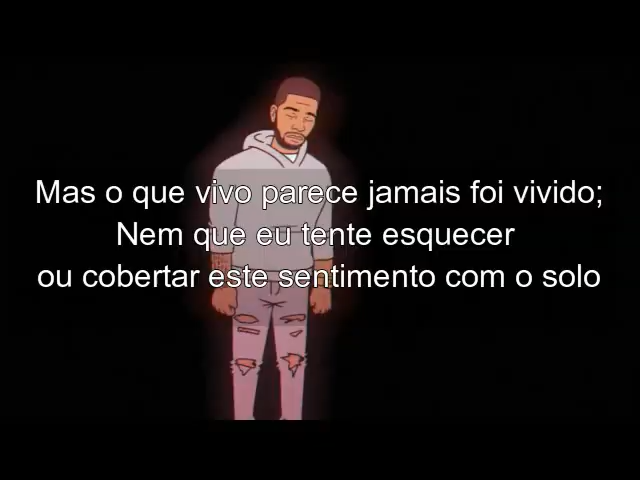 Mas o que vivo parece jamais foi vivido;
Nem que eu tente esquecer
ou cobertar este sentimento com o solo